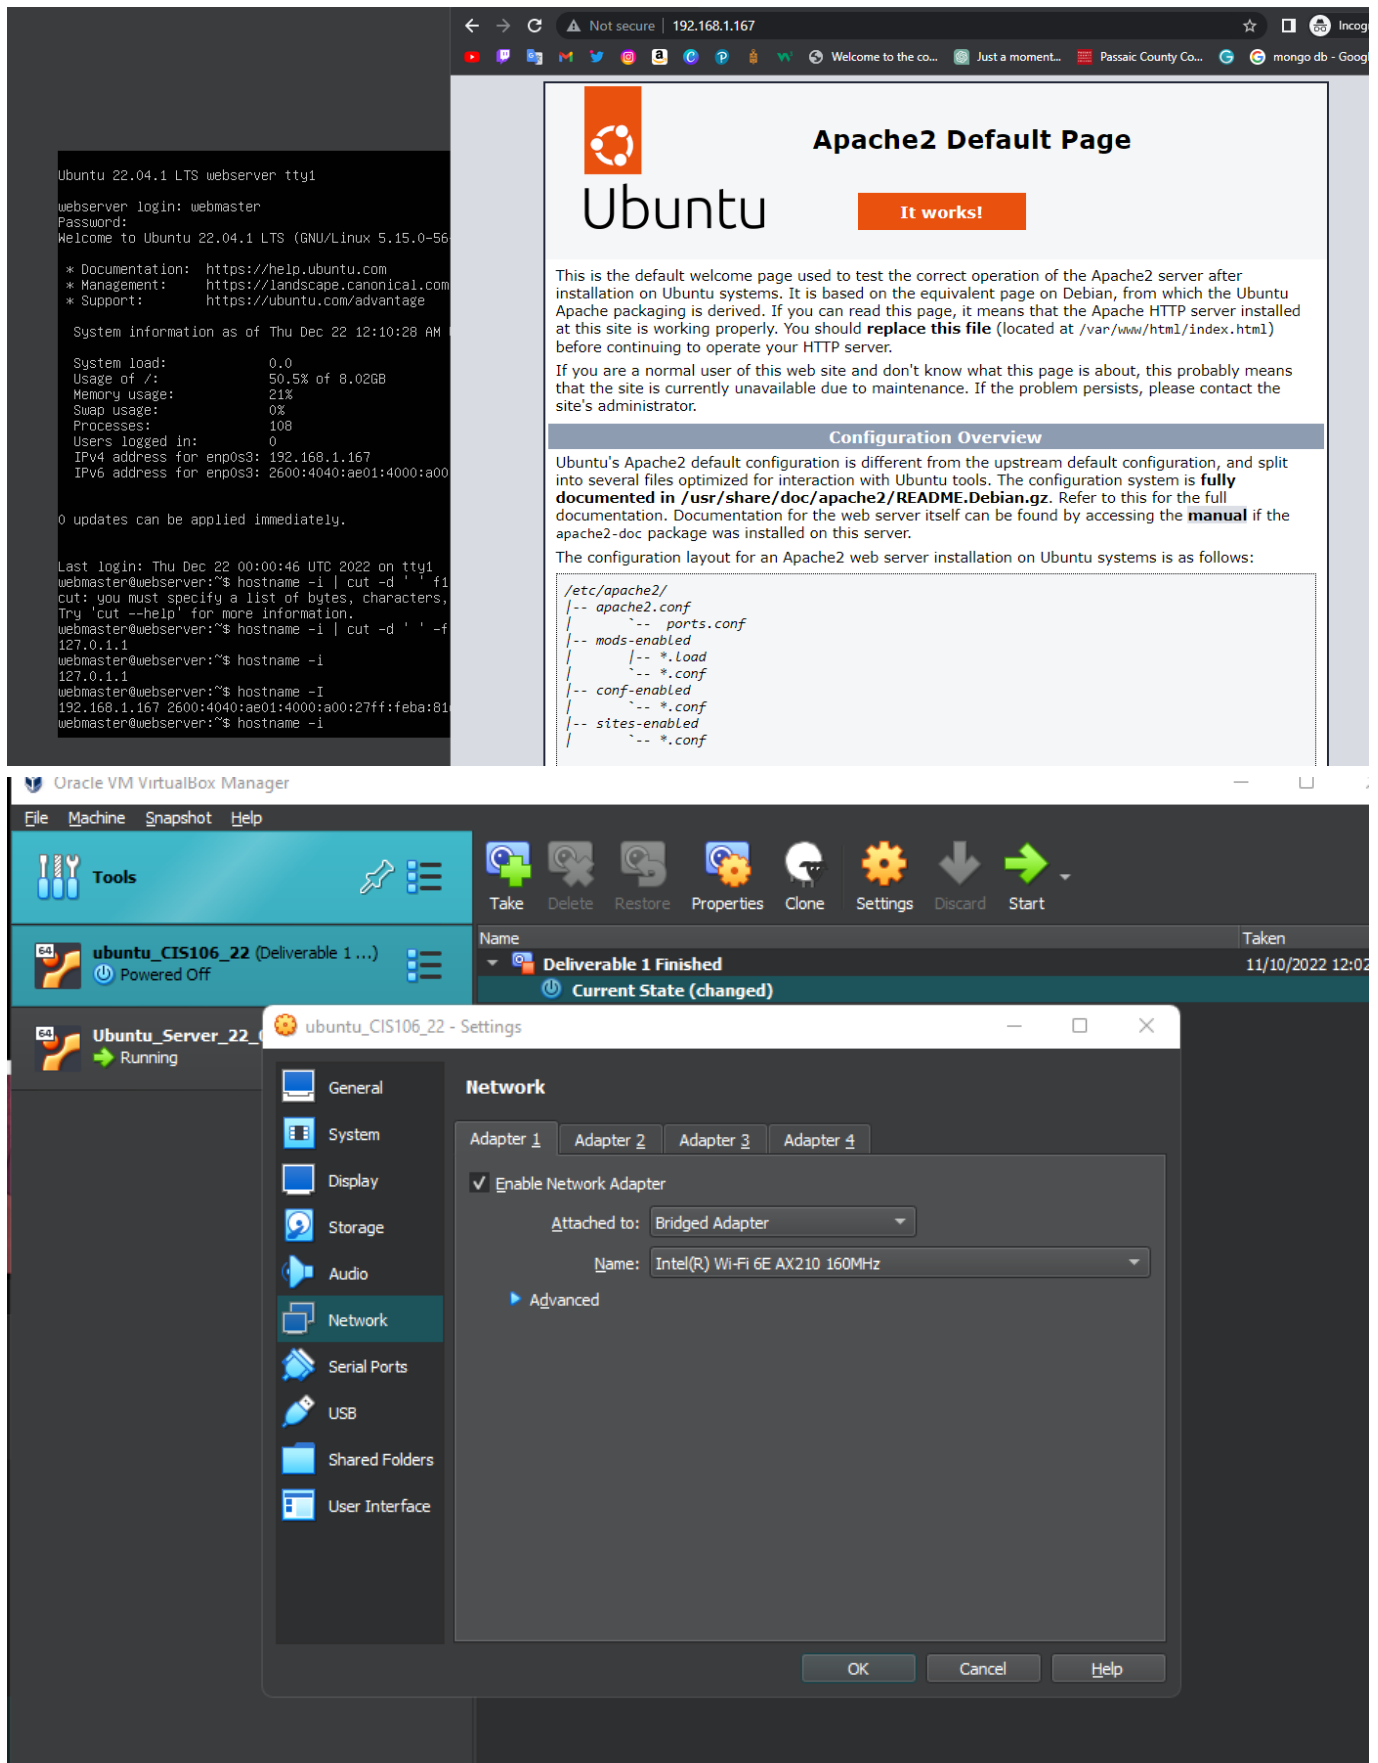 Not secure | 192.168.1.167
Incog
Welcome to the co...
Just a moment...
Passaic County Co...
mongo db - Googl
Ubuntu 22.04.1 LTS webserver tty1
webserver login: webmaster
Password:
Welcome to Ubuntu 22.04.1 LTS (GNU/Linux 5.15.0-56-
* Documentation: https://help.ubuntu.com
* Management: https://landscape.canonical.com
* Support: https://ubuntu.com/advantage
System information as of Thu Dec 22 12:10:28 AM
System load: 0.0
Usage of /: 50.5% of 8.02GB
Memory usage: 21%
Swap usage: 0%
Processes: 108
Users logged in: 0
IPv4 address for enp0s3: 192.168.1.167
IPv6 address for enp0s3: 2600:4040:ae01:4000:a00
0 updates can be applied immediately.
Last login: Thu Dec 22 00:00:46 UTC 2022 on tty1
webmaster@webserver:~$ hostname -i | cut -d ' ' f1
cut: you must specify a list of bytes, characters,
Try 'cut --help' for more information.
webmaster@webserver:~$ hostname -i | cut -d ' ' -f
127.0.1.1
webmaster@webserver:~$ hostname -i
127.0.1.1
webmaster@webserver:~$ hostname -I
192.168.1.167 2600:4040:ae01:4000:a00:27ff:feba:81
webmaster@webserver:~$ hostname -i
Ubuntu
Apache2 Default Page
It works!
This is the default welcome page used to test the correct operation of the Apache2 server after
installation on Ubuntu systems. It is based on the equivalent page on Debian, from which the Ubuntu
Apache packaging is derived. If you can read this page, it means that the Apache HTTP server installed
at this site is working properly. You should replace this file (located at /var/www/html/index.html)
before continuing to operate your HTTP server.
If you are a normal user of this web site and don't know what this page is about, this probably means
that the site is currently unavailable due to maintenance. If the problem persists, please contact the
site's administrator.
Configuration Overview
Ubuntu's Apache2 default configuration is different from the upstream default configuration, and split
into several files optimized for interaction with Ubuntu tools. The configuration system is fully
documented in /usr/share/doc/apache2/README.Debian.gz. Refer to this for the full
documentation. Documentation for the web server itself can be found by accessing the manual if the
apache2-doc package was installed on this server.
The configuration layout for an Apache2 web server installation on Ubuntu systems is as follows:
/etc/apache2/
|-- apache2.conf
| `-- ports.conf
|-- mods-enabled
| |-- *.load
| `-- *.conf
|-- conf-enabled
| `-- *.conf
|-- sites-enabled
| `-- *.conf
Oracle VM VirtualBox Manager
File Machine Snapshot Help
Tools
Take Delete Restore Properties Clone Settings Discard Start
Name Taken
ubuntu_CIS106_22 (Deliverable 1 ...)
Powered Off
Deliverable 1 Finished 11/10/2022 12:02
Current State (changed)
Ubuntu_Server_22_
Running
ubuntu_CIS106_22 - Settings
General
System
Display
Storage
Audio
Network
Serial Ports
USB
Shared Folders
User Interface
Network
Adapter 1 Adapter 2 Adapter 3 Adapter 4
Enable Network Adapter
Attached to: Bridged Adapter
Name: Intel(R) Wi-Fi 6E AX210 160MHz
Advanced
OK Cancel Help